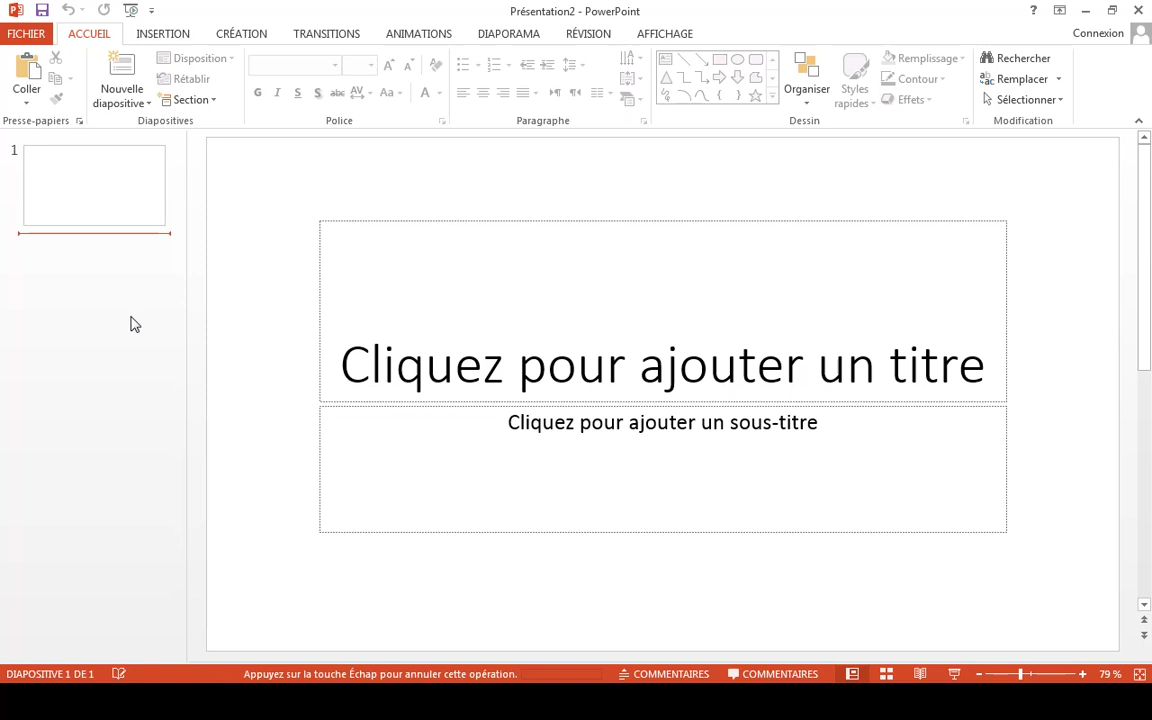 Présentation2 - PowerPoint
?
FICHIER ACCUEIL INSERTION CRÉATION TRANSITIONS ANIMATIONS DIAPORAMA RÉVISION AFFICHAGE Connexion
Coller
Nouvelle diapositive
Disposition
Rétablir
Section
G I S S abc AV Aa A
A A
Organiser
Styles rapides
Remplissage
Contour
Effets
Rechercher
Remplacer
Sélectionner
Presse-papiers Diapositives Police Paragraphe Dessin Modification
1
Cliquez pour ajouter un titre
Cliquez pour ajouter un sous-titre
DIAPOSITIVE 1 DE 1 Appuyez sur la touche Échap pour annuler cette opération. COMMENTAIRES COMMENTAIRES 79 %